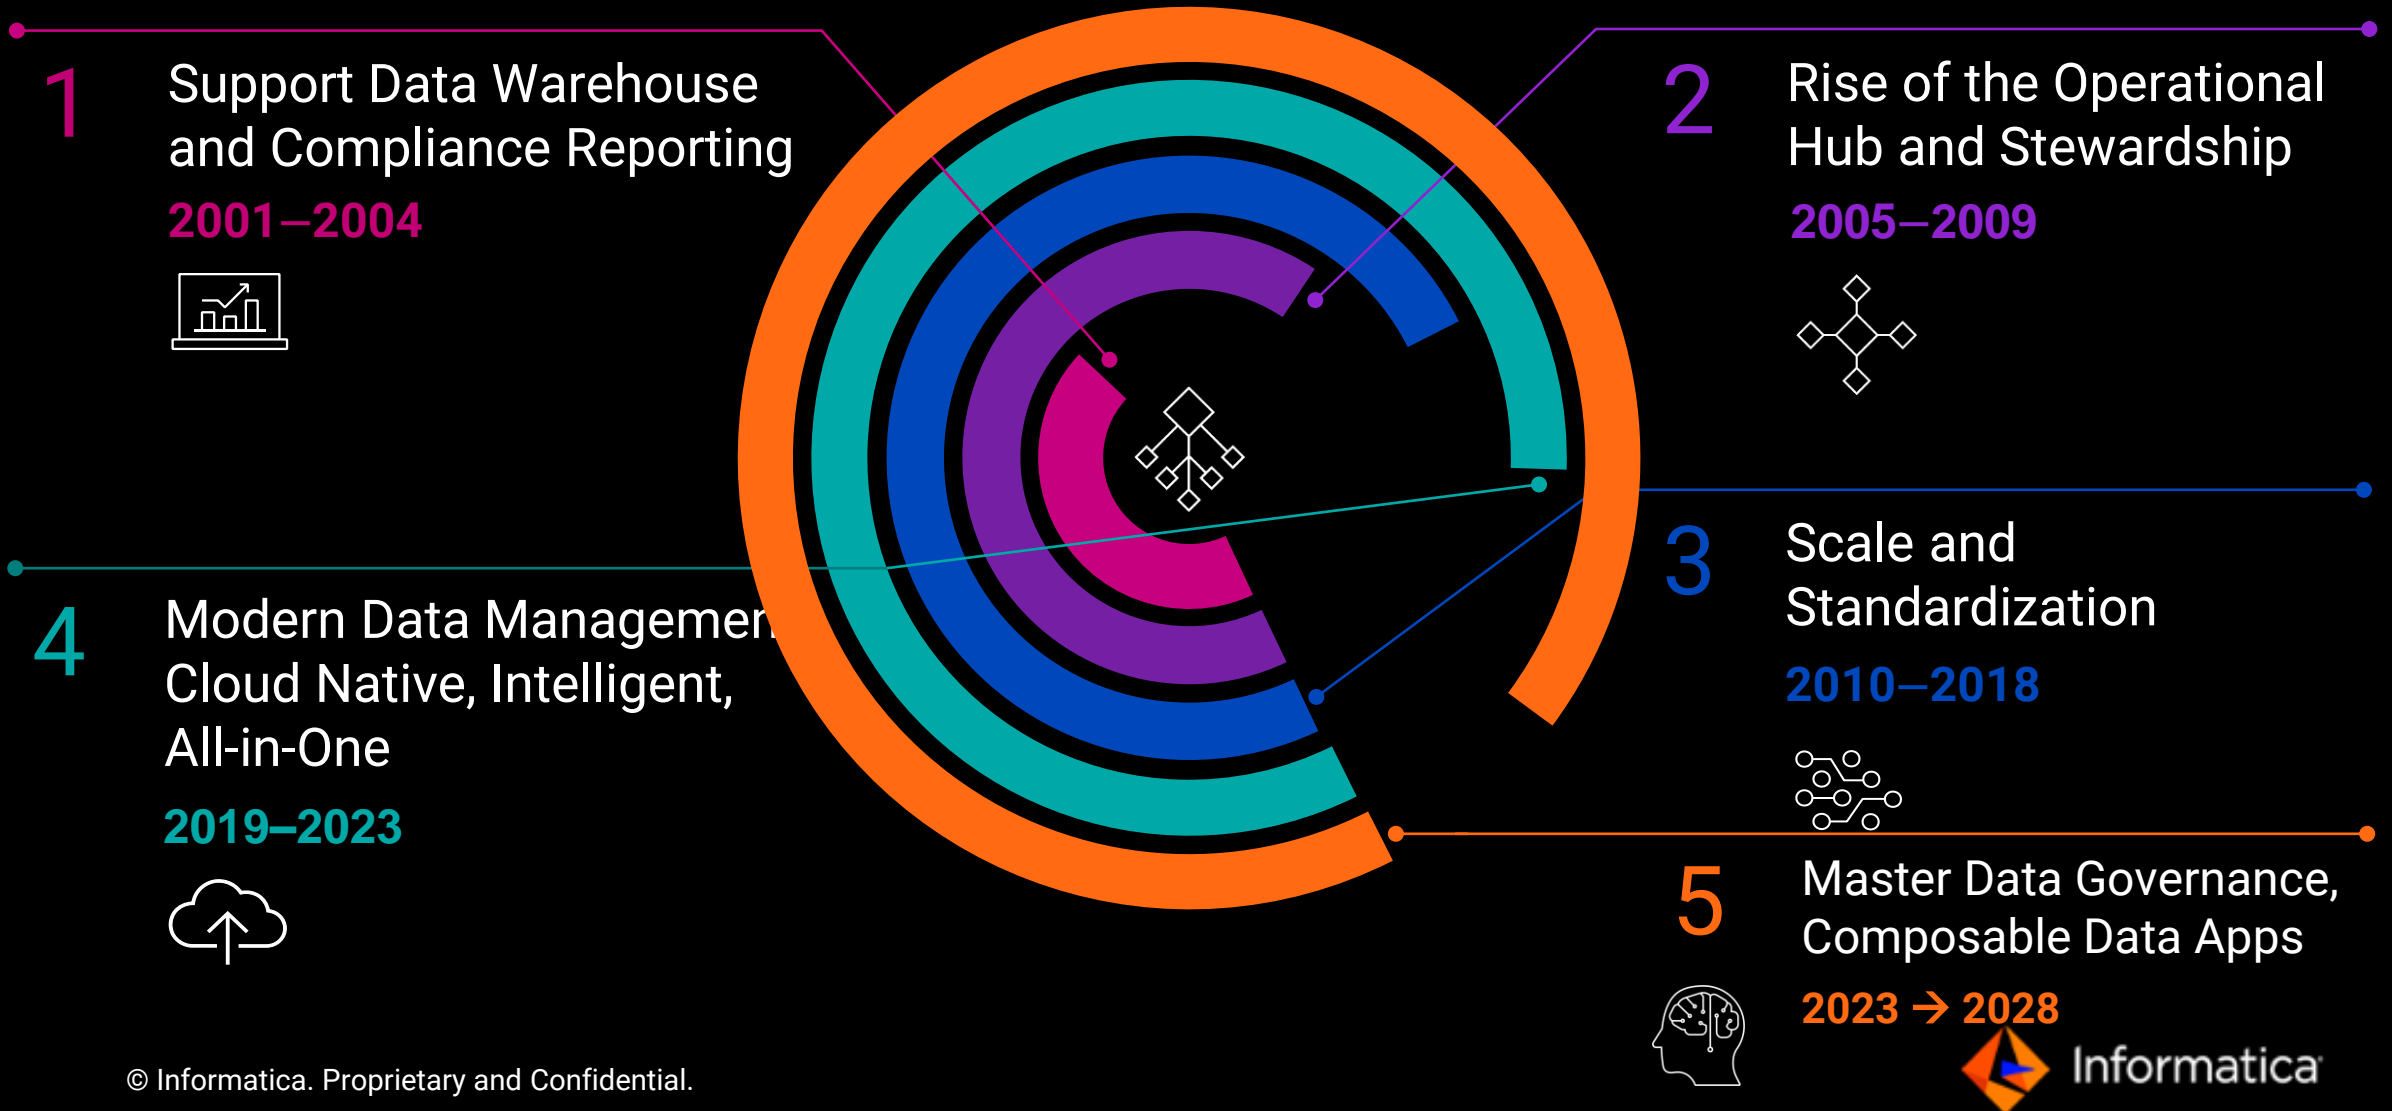 1
Support Data Warehouse
and Compliance Reporting
2001–2004
2
Rise of the Operational
Hub and Stewardship
2005–2009
3
Scale and
Standardization
2010–2018
4
Modern Data Managemen
Cloud Native, Intelligent,
All-in-One
2019–2023
5
Master Data Governance,
Composable Data Apps
2023 → 2028
© Informatica. Proprietary and Confidential.
Informatica